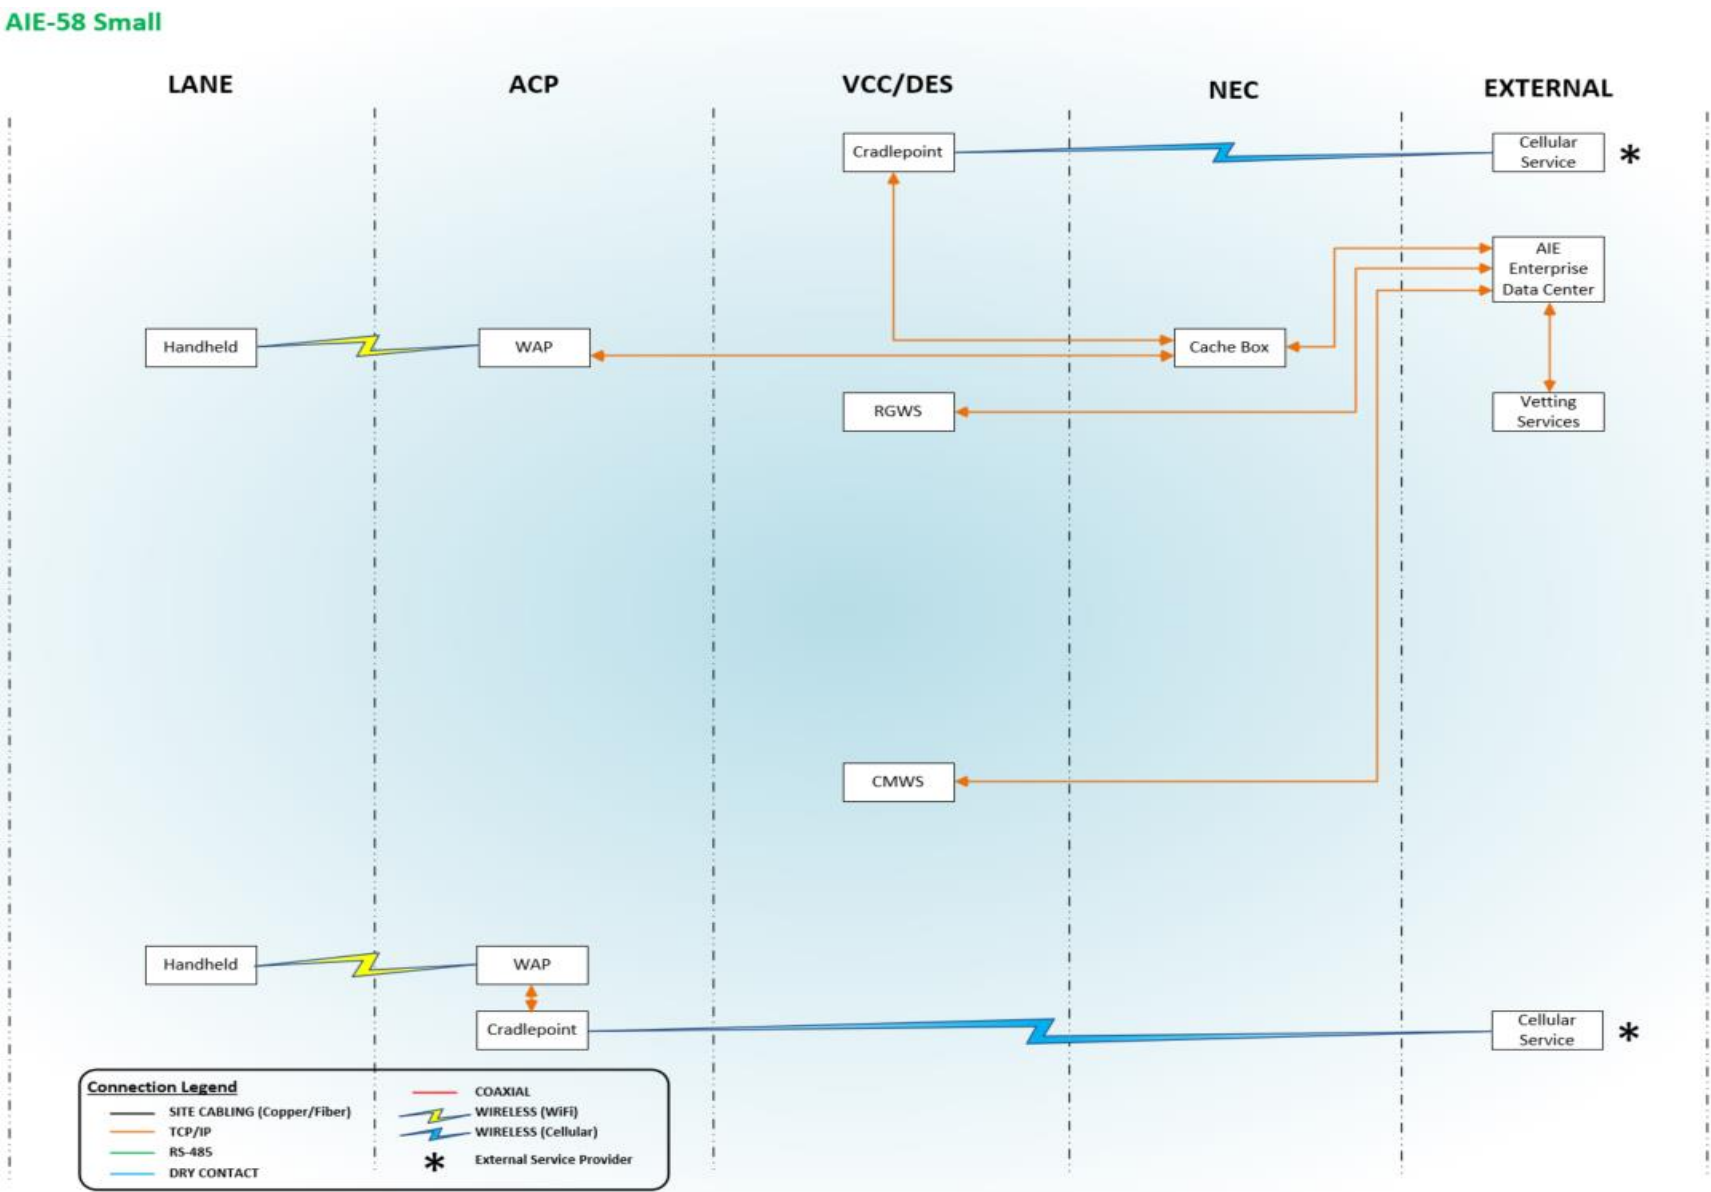 AIE-58 Small
LANE
ACP
VCC/DES
NEC
EXTERNAL
Cradlepoint
Cellular
Service
*
AIE
Enterprise
Data Center
Handheld
WAP
Cache Box
RGWS
Vetting
Services
CMWS
Handheld
WAP
Cradlepoint
Cellular
Service
*
Connection Legend
SITE CABLING (Copper/Fiber)
TCP/IP
RS-485
DRY CONTACT
COAXIAL
WIRELESS (WiFi)
WIRELESS (Cellular)
* External Service Provider